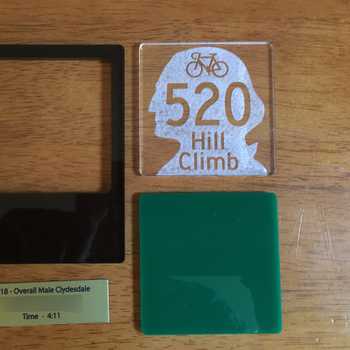 520
Hill
Climb
18 - Overall Male Clydesdale
Time - 4:11